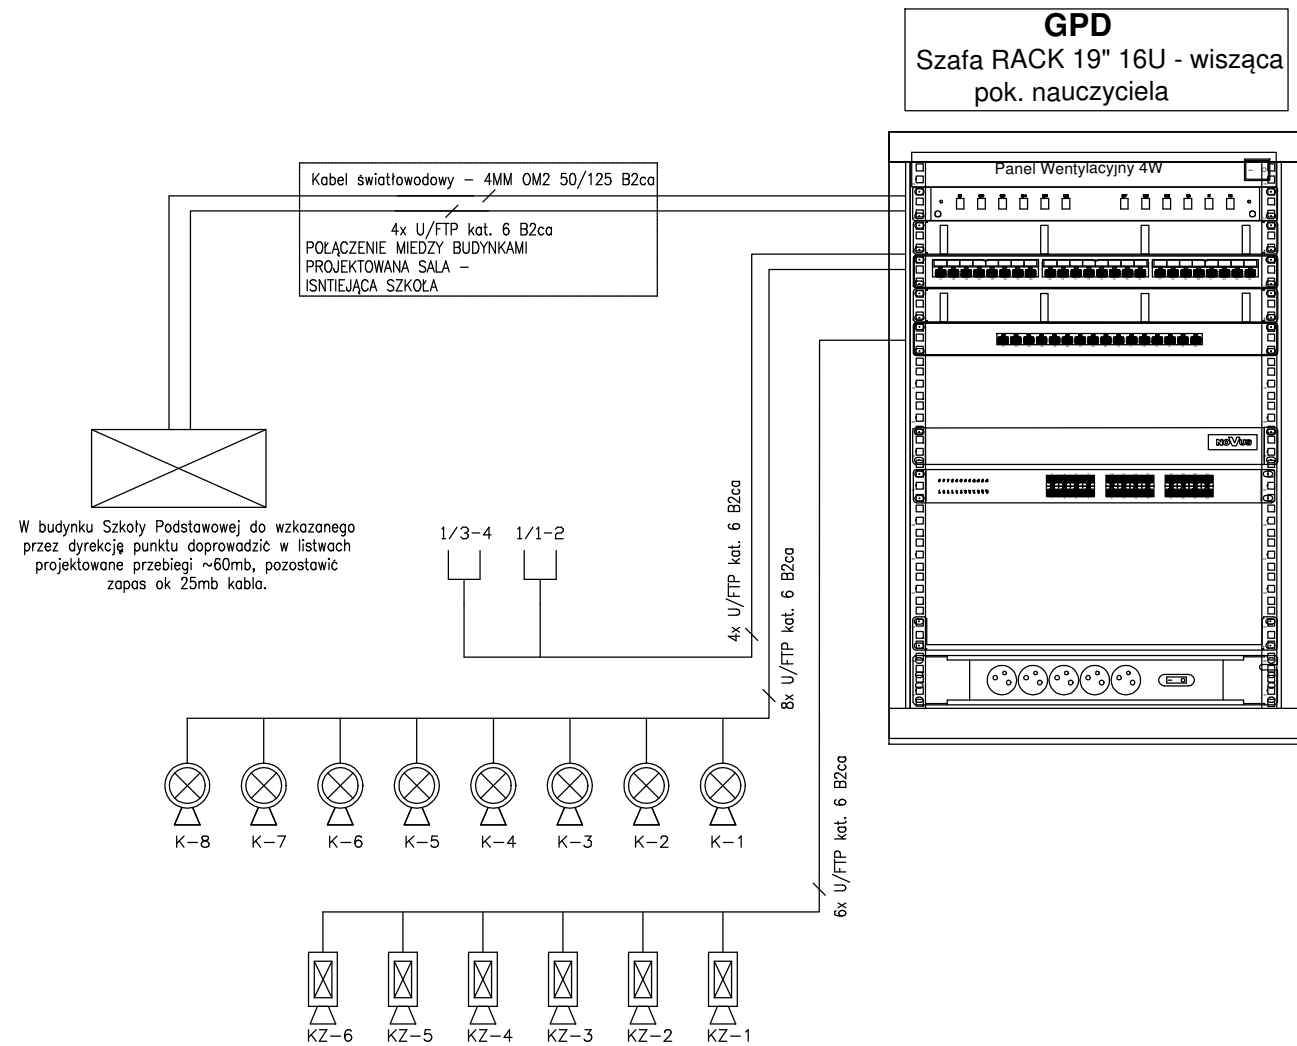 GPD
Szafa RACK 19" 16U - wisząca
pok. nauczyciela
Panel Wentylacyjny 4W
Kabel światłowodowy - 4MM OM2 50/125 B2ca
4x U/FTP kat. 6 B2ca
POŁĄCZENIE MIEDZY BUDYNKAMI
PROJEKTOWANA SALA -
ISNTIEJĄCA SZKOŁA
NOVUS
W budynku Szkoły Podstawowej do wzkazanego
przez dyrekcję punktu doprowadzić w listwach
projektowane przebiegi ~60mb, pozostawić
zapas ok 25mb kabla.
1/3-4
1/1-2
4x U/FTP kat. 6 B2ca
8x U/FTP kat. 6 B2ca
6x U/FTP kat. 6 B2ca
K-8
K-7
K-6
K-5
K-4
K-3
K-2
K-1
KZ-6
KZ-5
KZ-4
KZ-3
KZ-2
KZ-1